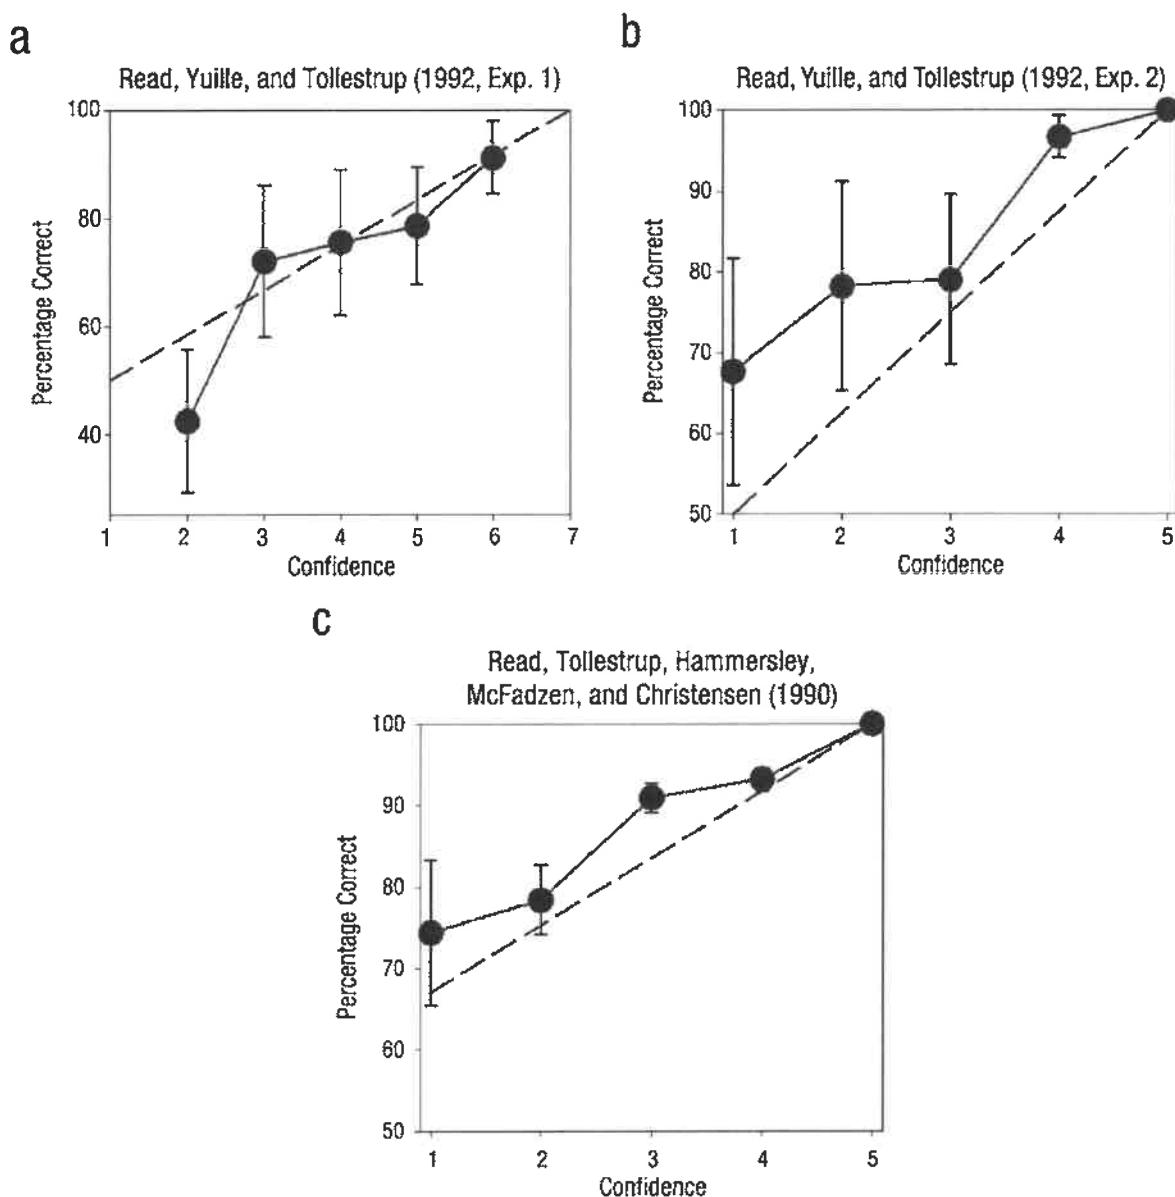 a
Read, Yuille, and Tollestrup (1992, Exp. 1)
100
80
60
40
Percentage Correct
1 2 3 4 5 6 7
Confidence
b
Read, Yuille, and Tollestrup (1992, Exp. 2)
100
90
80
70
60
50
Percentage Correct
1 2 3 4 5
Confidence
c
Read, Tollestrup, Hammersley,
McFadzen, and Christensen (1990)
100
90
80
70
60
50
Percentage Correct
1 2 3 4 5
Confidence